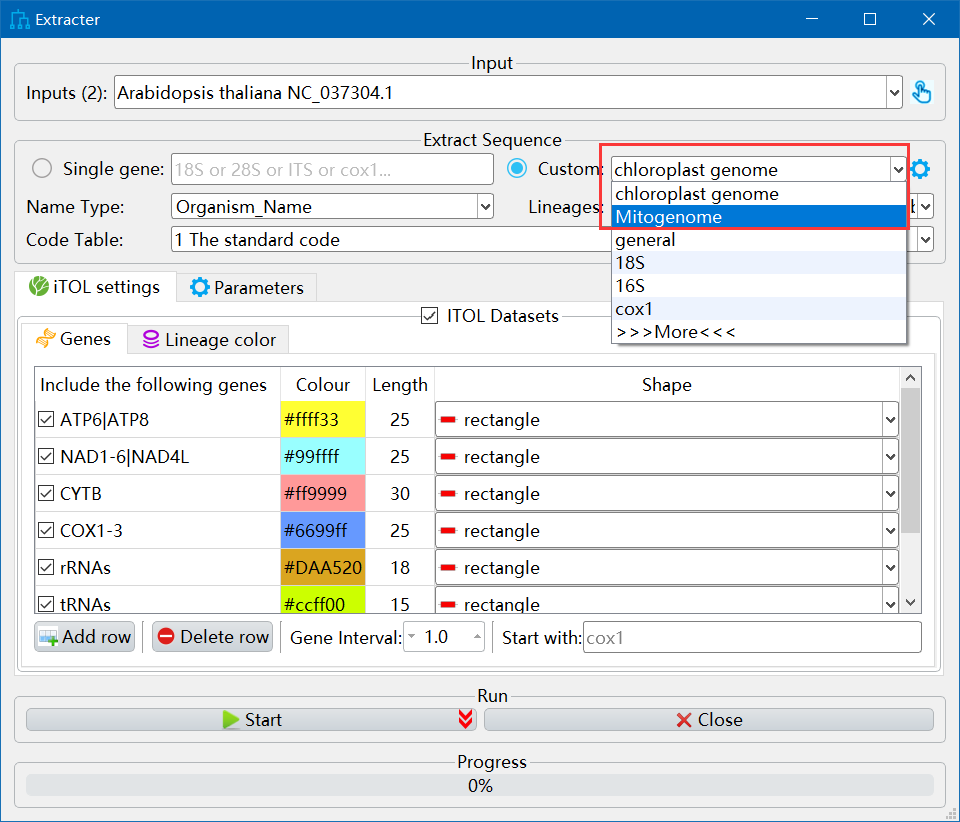 Extracter
Input
Inputs (2): Arabidopsis thaliana NC_037304.1
Extract Sequence
Single gene: 18S or 28S or ITS or cox1... Custom: chloroplast genome
chloroplast genome
Mitogenome
general
18S
16S
cox1
>>>More<<<
Name Type: Organism_Name Lineages:
Code Table: 1 The standard code
iTOL settings Parameters
ITOL Datasets
Genes Lineage color
Include the following genes Colour Length Shape
ATP6|ATP8 #ffff33 25 rectangle
NAD1-6|NAD4L #99ffff 25 rectangle
CYTB #ff9999 30 rectangle
COX1-3 #6699ff 25 rectangle
rRNAs #DAA520 18 rectangle
tRNAs #ccff00 15 rectangle
Add row Delete row Gene Interval: 1.0 Start with: cox1
Run
Start Close
Progress
0%